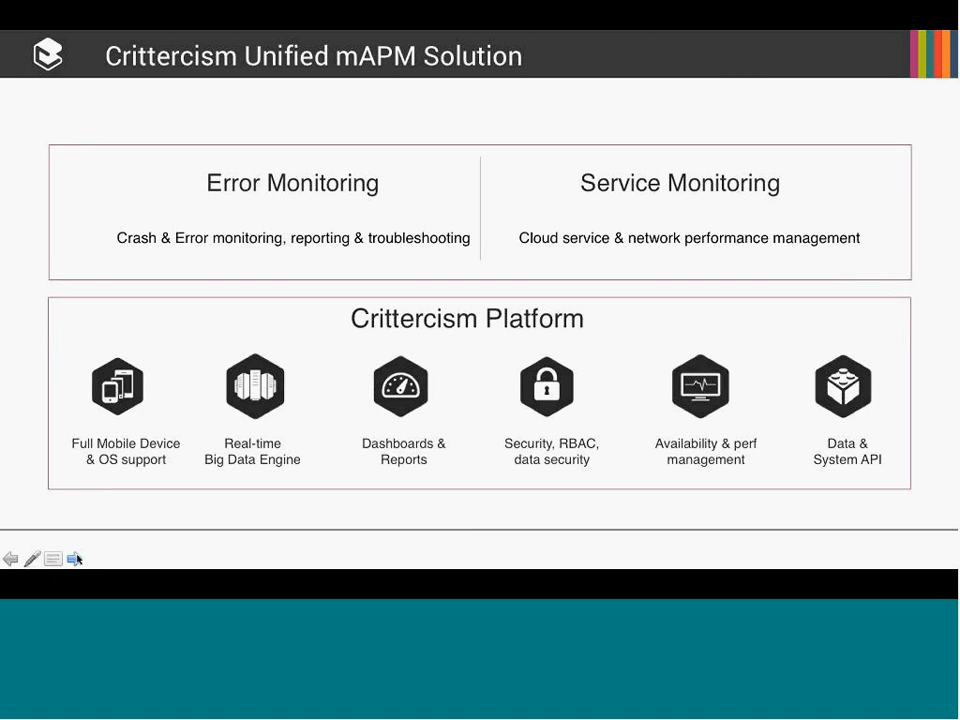 Crittercism Unified mAPM Solution
Error Monitoring
Crash & Error monitoring, reporting & troubleshooting
Service Monitoring
Cloud service & network performance management
Crittercism Platform
Full Mobile Device
& OS support
Real-time
Big Data Engine
Dashboards &
Reports
Security, RBAC,
data security
Availability & perf
management
Data &
System API